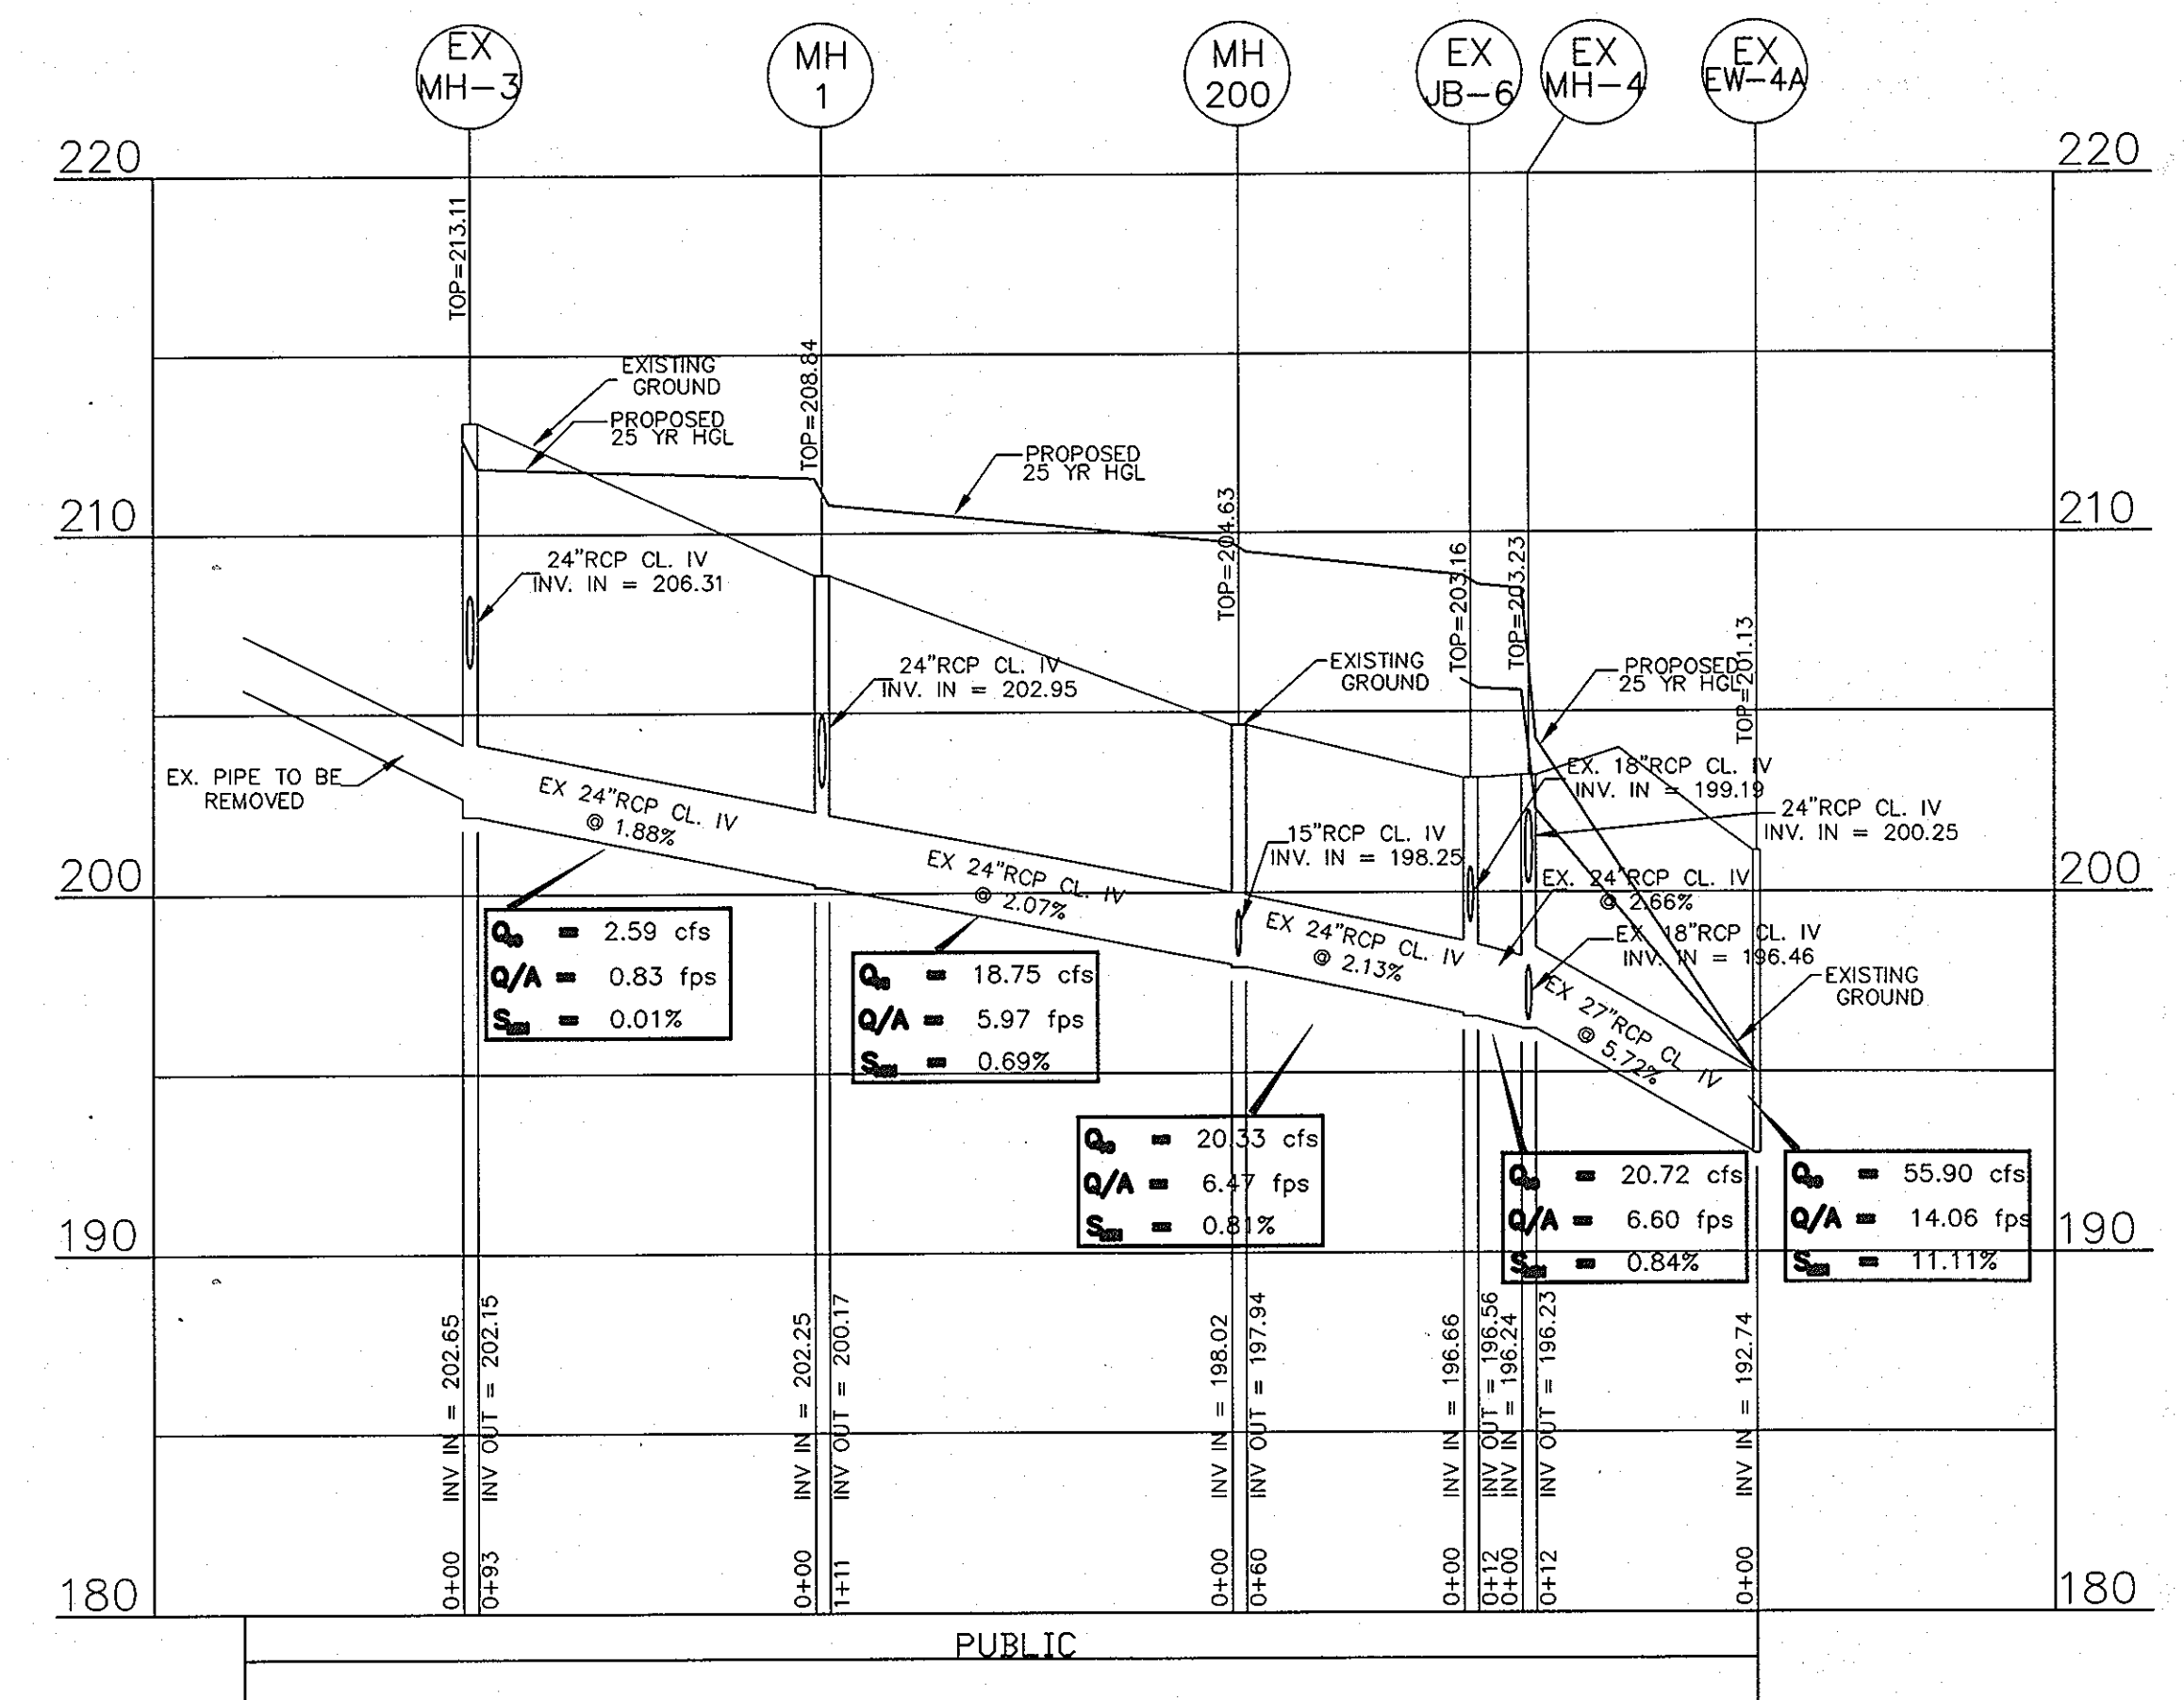 EX
MH-3
MH
1
MH
200
EX
JB-6
EX
MH-4
EX
EW-4A
220
220
TOP=213.11
TOP=208.84
TOP=204.63
TOP=203.16
TOP=203.23
TOP=201.13
EXISTING
GROUND
PROPOSED
25 YR HGL
PROPOSED
25 YR HGL
210
210
24"RCP CL. IV
INV. IN = 206.31
24"RCP CL. IV
INV. IN = 202.95
EXISTING
GROUND
PROPOSED
25 YR HGL
EX. PIPE TO BE
REMOVED
EX 24"RCP CL. IV
@ 1.88%
EX 24"RCP CL. IV
@ 2.07%
15"RCP CL. IV
INV. IN = 198.25
EX. 18"RCP CL. IV
INV. IN = 199.19
24"RCP CL. IV
INV. IN = 200.25
200
200
EX 24"RCP CL. IV
@ 2.13%
EX. 24"RCP CL. IV
@ 2.66%
EX. 18"RCP CL. IV
INV. IN = 196.46
EX 27"RCP CL IV
@ 5.72%
EXISTING
GROUND
Q = 2.59 cfs
Q/A = 0.83 fps
S = 0.01%
Q = 18.75 cfs
Q/A = 5.97 fps
S = 0.69%
Q = 20.33 cfs
Q/A = 6.47 fps
S = 0.81%
Q = 20.72 cfs
Q/A = 6.60 fps
S = 0.84%
Q = 55.90 cfs
Q/A = 14.06 fps
S = 11.11%
190
190
INV IN = 202.65
INV OUT = 202.15
INV IN = 202.25
INV OUT = 200.17
INV IN = 198.02
INV OUT = 197.94
INV IN = 196.66
INV OUT = 196.56
INV IN = 196.24
INV OUT = 196.23
INV IN = 192.74
0+00
0+93
0+00
1+11
0+00
0+60
0+00
0+12
0+00
0+12
0+00
180
180
PUBLIC